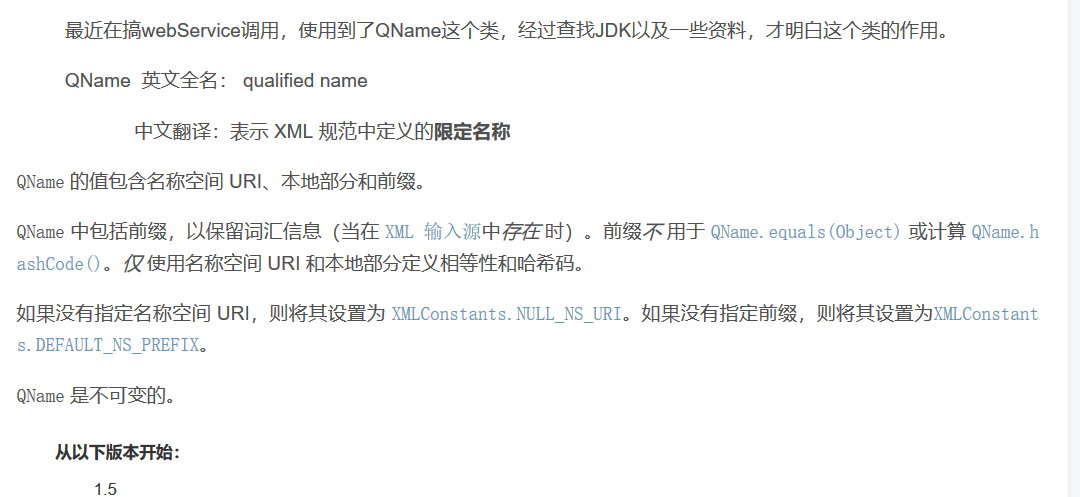 最近在搞webService调用，使用到了QName这个类，经过查找JDK以及一些资料，才明白这个类的作用。
QName 英文全名： qualified name
中文翻译：表示 XML 规范中定义的限定名称
QName 的值包含名称空间 URI、本地部分和前缀。
QName 中包括前缀，以保留词汇信息（当在 XML 输入源中存在 时）。前缀不 用于 QName.equals(Object) 或计算 QName.h
ashCode()。仅 使用名称空间 URI 和本地部分定义相等性和哈希码。
如果没有指定名称空间 URI，则将其设置为 XMLConstants.NULL_NS_URI。如果没有指定前缀，则将其设置为XMLConstant
s.DEFAULT_NS_PREFIX。
QName 是不可变的。
从以下版本开始：
1.5